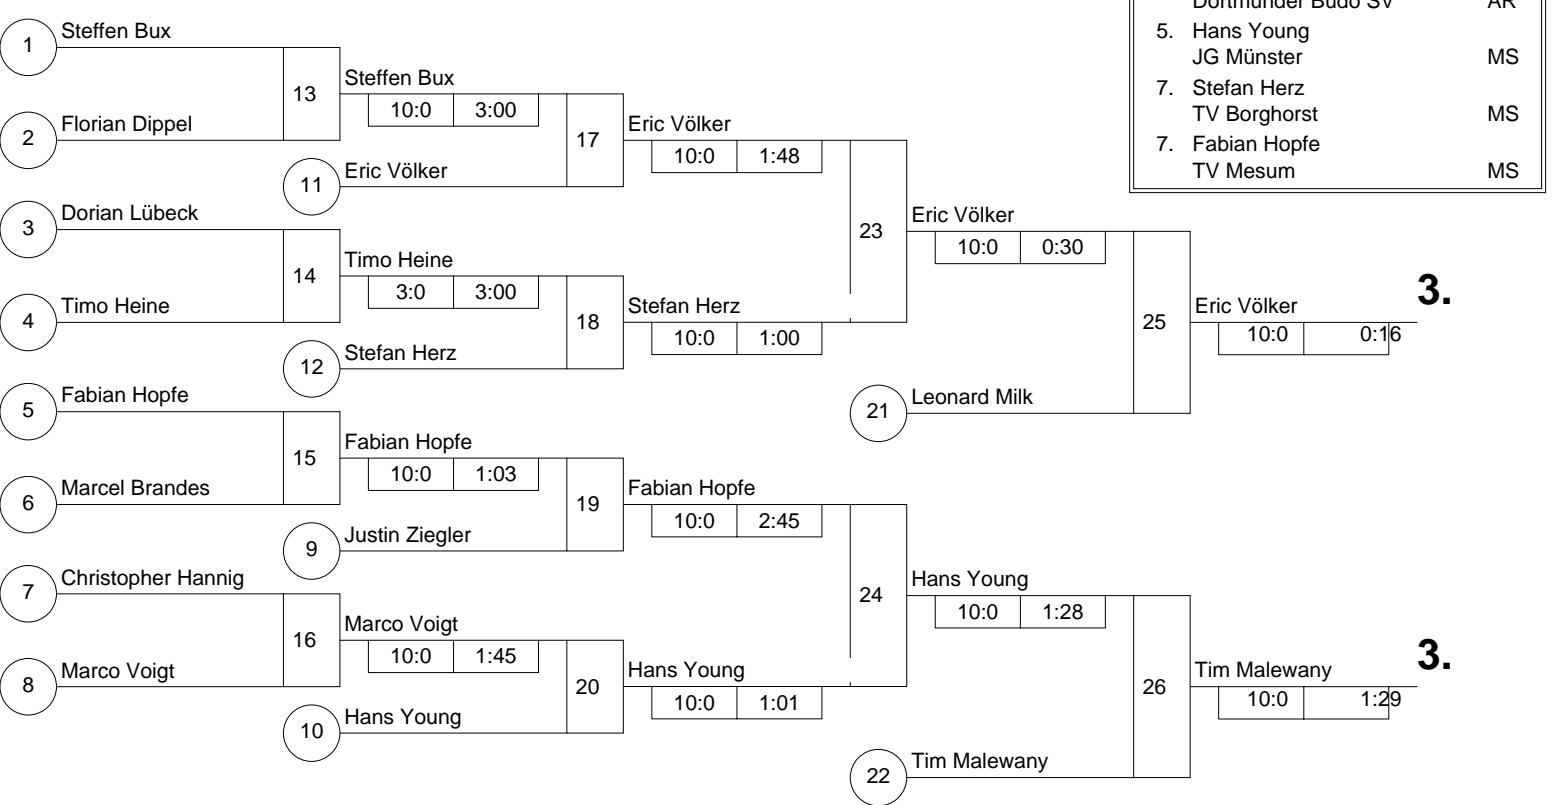 Dortmunder Budo SV AR
5. Hans Young
JG Münster MS
7. Stefan Herz
TV Borghorst MS
7. Fabian Hopfe
TV Mesum MS
1 Steffen Bux
13
Steffen Bux
10:0 3:00
2 Florian Dippel
17
Eric Völker
10:0 1:48
11 Eric Völker
3 Dorian Lübeck
23
Eric Völker
10:0 0:30
14
Timo Heine
3:0 3:00
4 Timo Heine
18
Stefan Herz
10:0 1:00
12 Stefan Herz
25
Eric Völker
10:0 0:16
3.
5 Fabian Hopfe
21 Leonard Milk
15
Fabian Hopfe
10:0 1:03
6 Marcel Brandes
19
Fabian Hopfe
10:0 2:45
9 Justin Ziegler
7 Christopher Hannig
24
Hans Young
10:0 1:28
16
Marco Voigt
10:0 1:45
8 Marco Voigt
20
Hans Young
10:0 1:01
10 Hans Young
26
Tim Malewany
10:0 1:29
3.
22 Tim Malewany